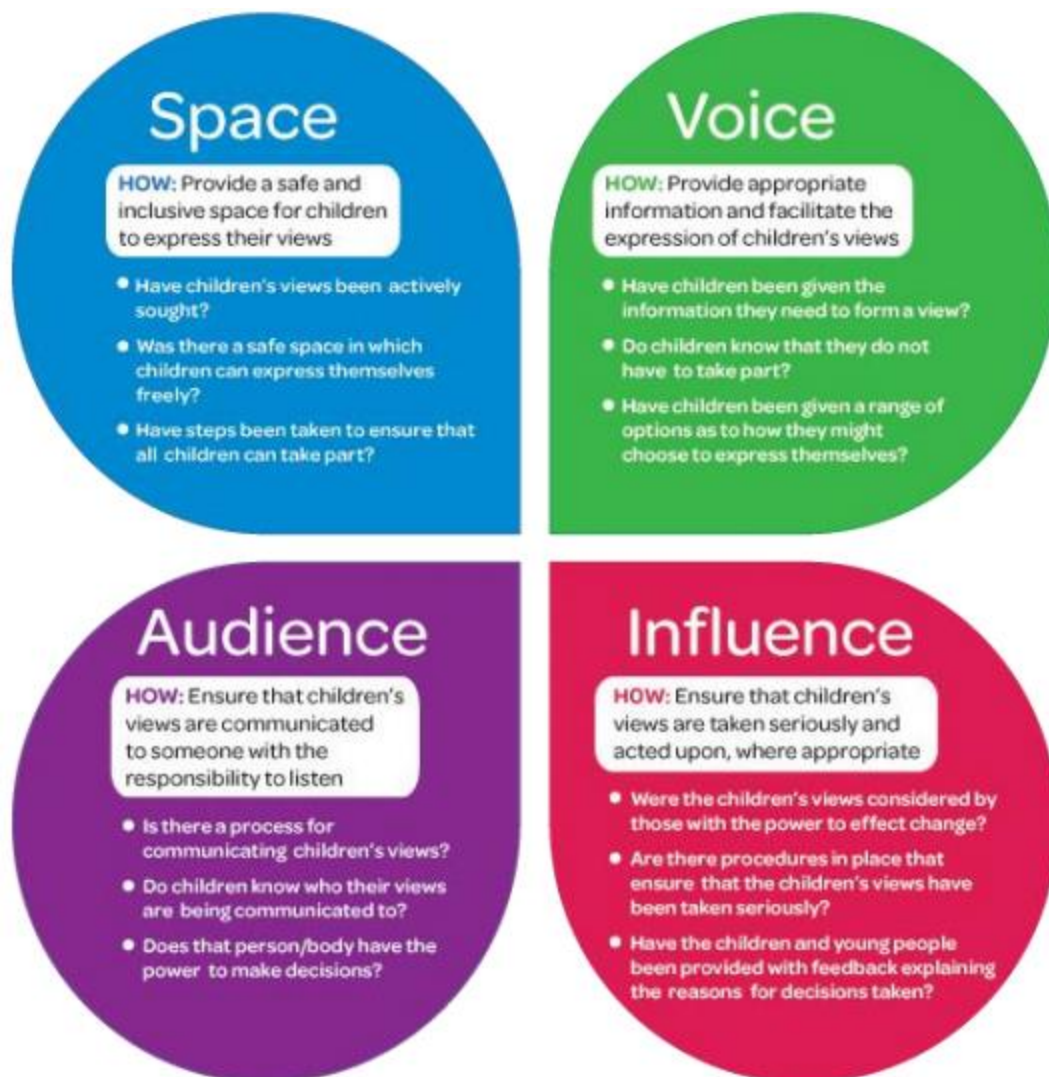 Space
HOW: Provide a safe and
inclusive space for children
to express their views
• Have children's views been actively
sought?
• Was there a safe space in which
children can express themselves
freely?
• Have steps been taken to ensure that
all children can take part?
Voice
HOW: Provide appropriate
information and facilitate the
expression of children's views
• Have children been given the
information they need to form a view?
• Do children know that they do not
have to take part?
• Have children been given a range of
options as to how they might
choose to express themselves?
Audience
HOW: Ensure that children's
views are communicated
to someone with the
responsibility to listen
• Is there a process for
communicating children's views?
• Do children know who their views
are being communicated to?
• Does that person/body have the
power to make decisions?
Influence
HOW: Ensure that children's
views are taken seriously and
acted upon, where appropriate
• Were the children's views considered by
those with the power to effect change?
• Are there procedures in place that
ensure that the children's views have
been taken seriously?
• Have the children and young people
been provided with feedback explaining
the reasons for decisions taken?